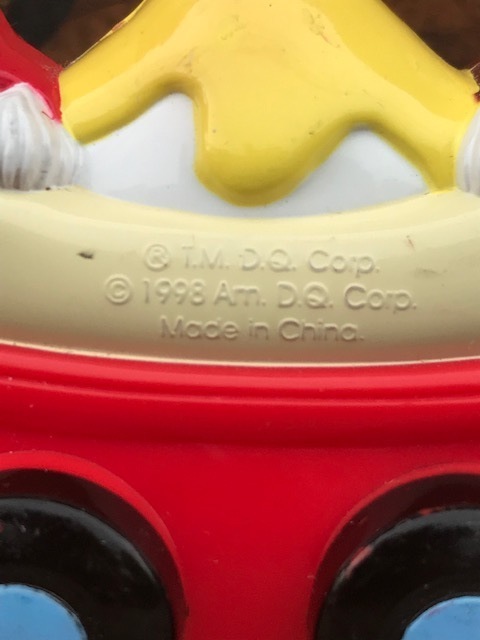 ® T.M. D.Q. Corp.
© 1998 Am. D.Q. Corp.
Made in China.